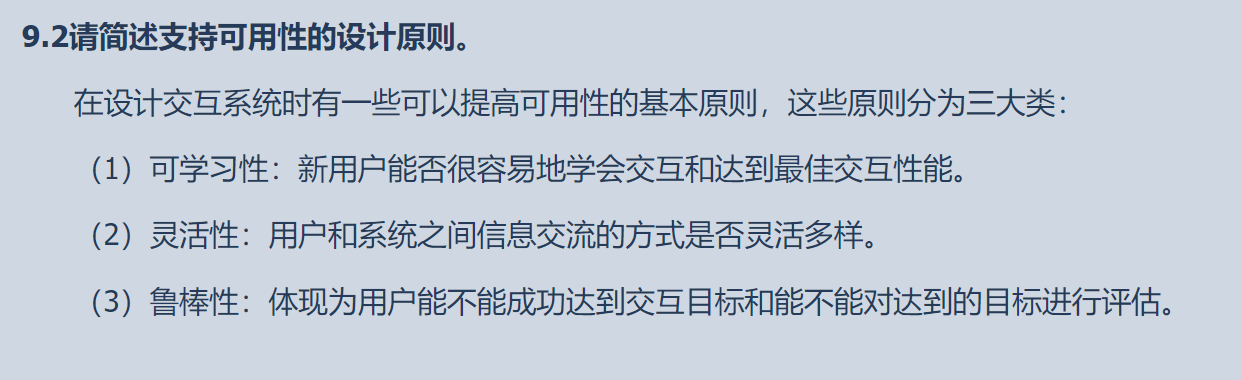 9.2请简述支持可用性的设计原则。
在设计交互系统时有一些可以提高可用性的基本原则，这些原则分为三大类：
（1）可学习性：新用户能否很容易地学会交互和达到最佳交互性能。
（2）灵活性：用户和系统之间信息交流的方式是否灵活多样。
（3）鲁棒性：体现为用户能不能成功达到交互目标和能不能对达到的目标进行评估。